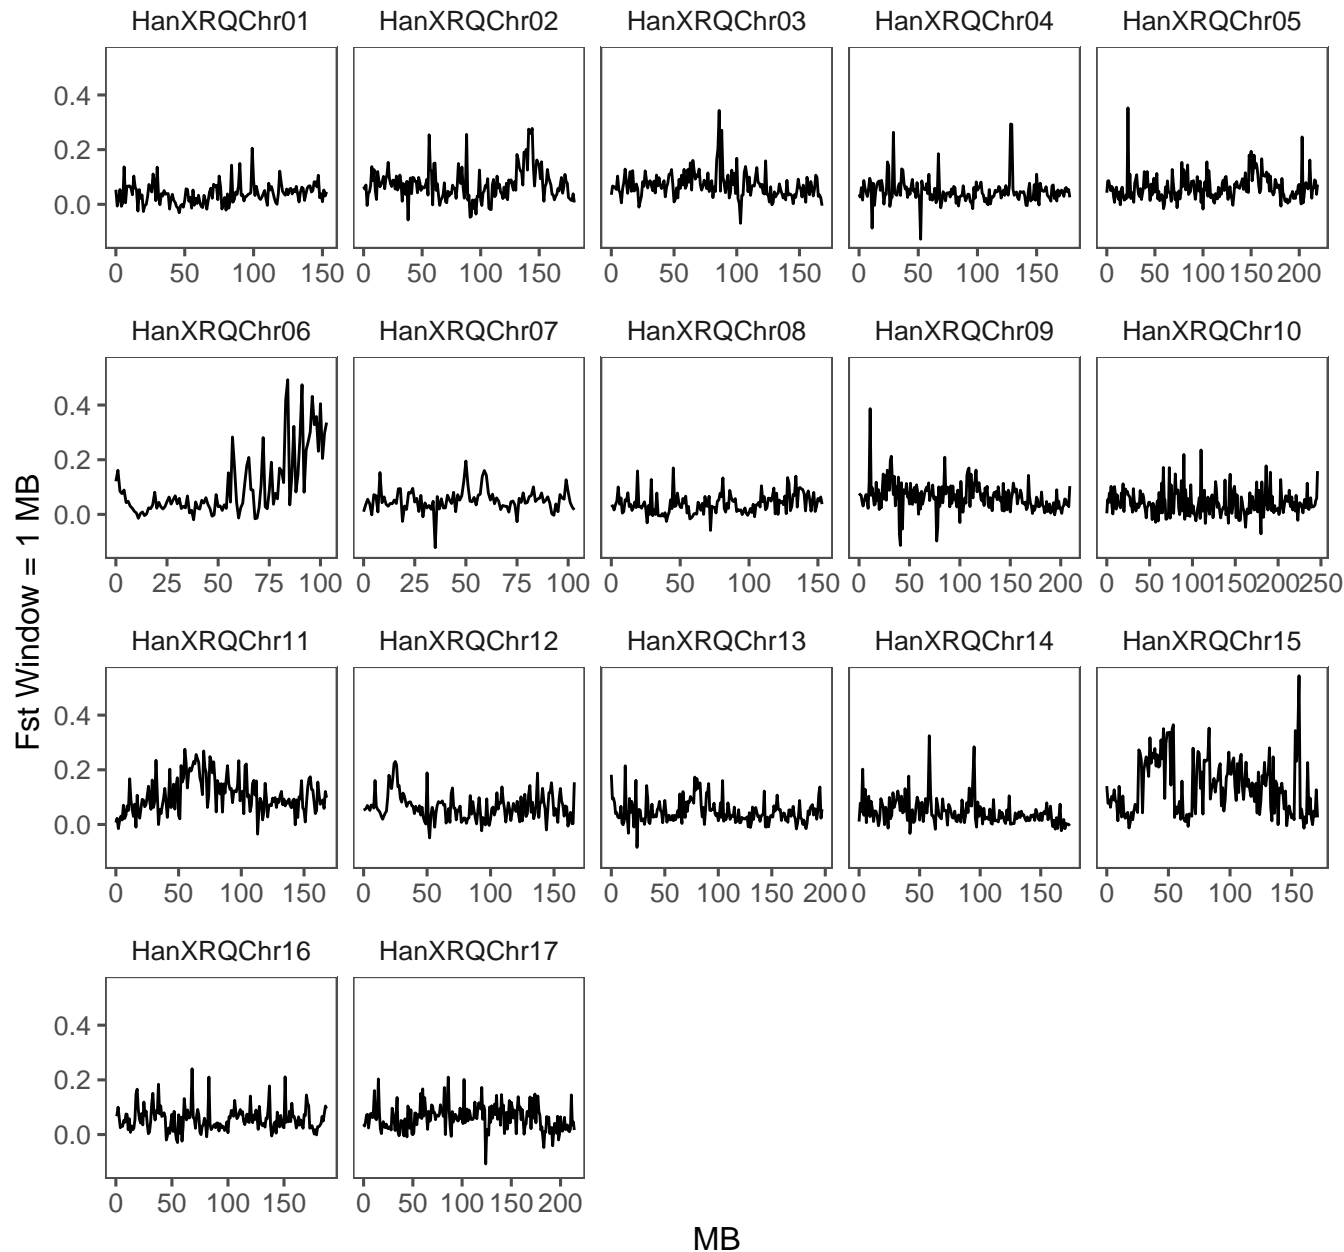 HanXRQChr01 HanXRQChr02 HanXRQChr03 HanXRQChr04 HanXRQChr05
0.4
0.2
0.0
0 50 100 150 0 50 100 150 0 50 100 150 0 50 100 150 0 50 100 150 200
HanXRQChr06 HanXRQChr07 HanXRQChr08 HanXRQChr09 HanXRQChr10
0.4
0.2
0.0
0 25 50 75 100 0 25 50 75 100 0 50 100 150 0 50 100 150 200 0 50 100 150 200 250
HanXRQChr11 HanXRQChr12 HanXRQChr13 HanXRQChr14 HanXRQChr15
0.4
0.2
0.0
0 50 100 150 0 50 100 150 0 50 100 150 200 0 50 100 150 0 50 100 150
HanXRQChr16 HanXRQChr17
0.4
0.2
0.0
0 50 100 150 0 50 100 150 200
Fst Window = 1 MB
MB